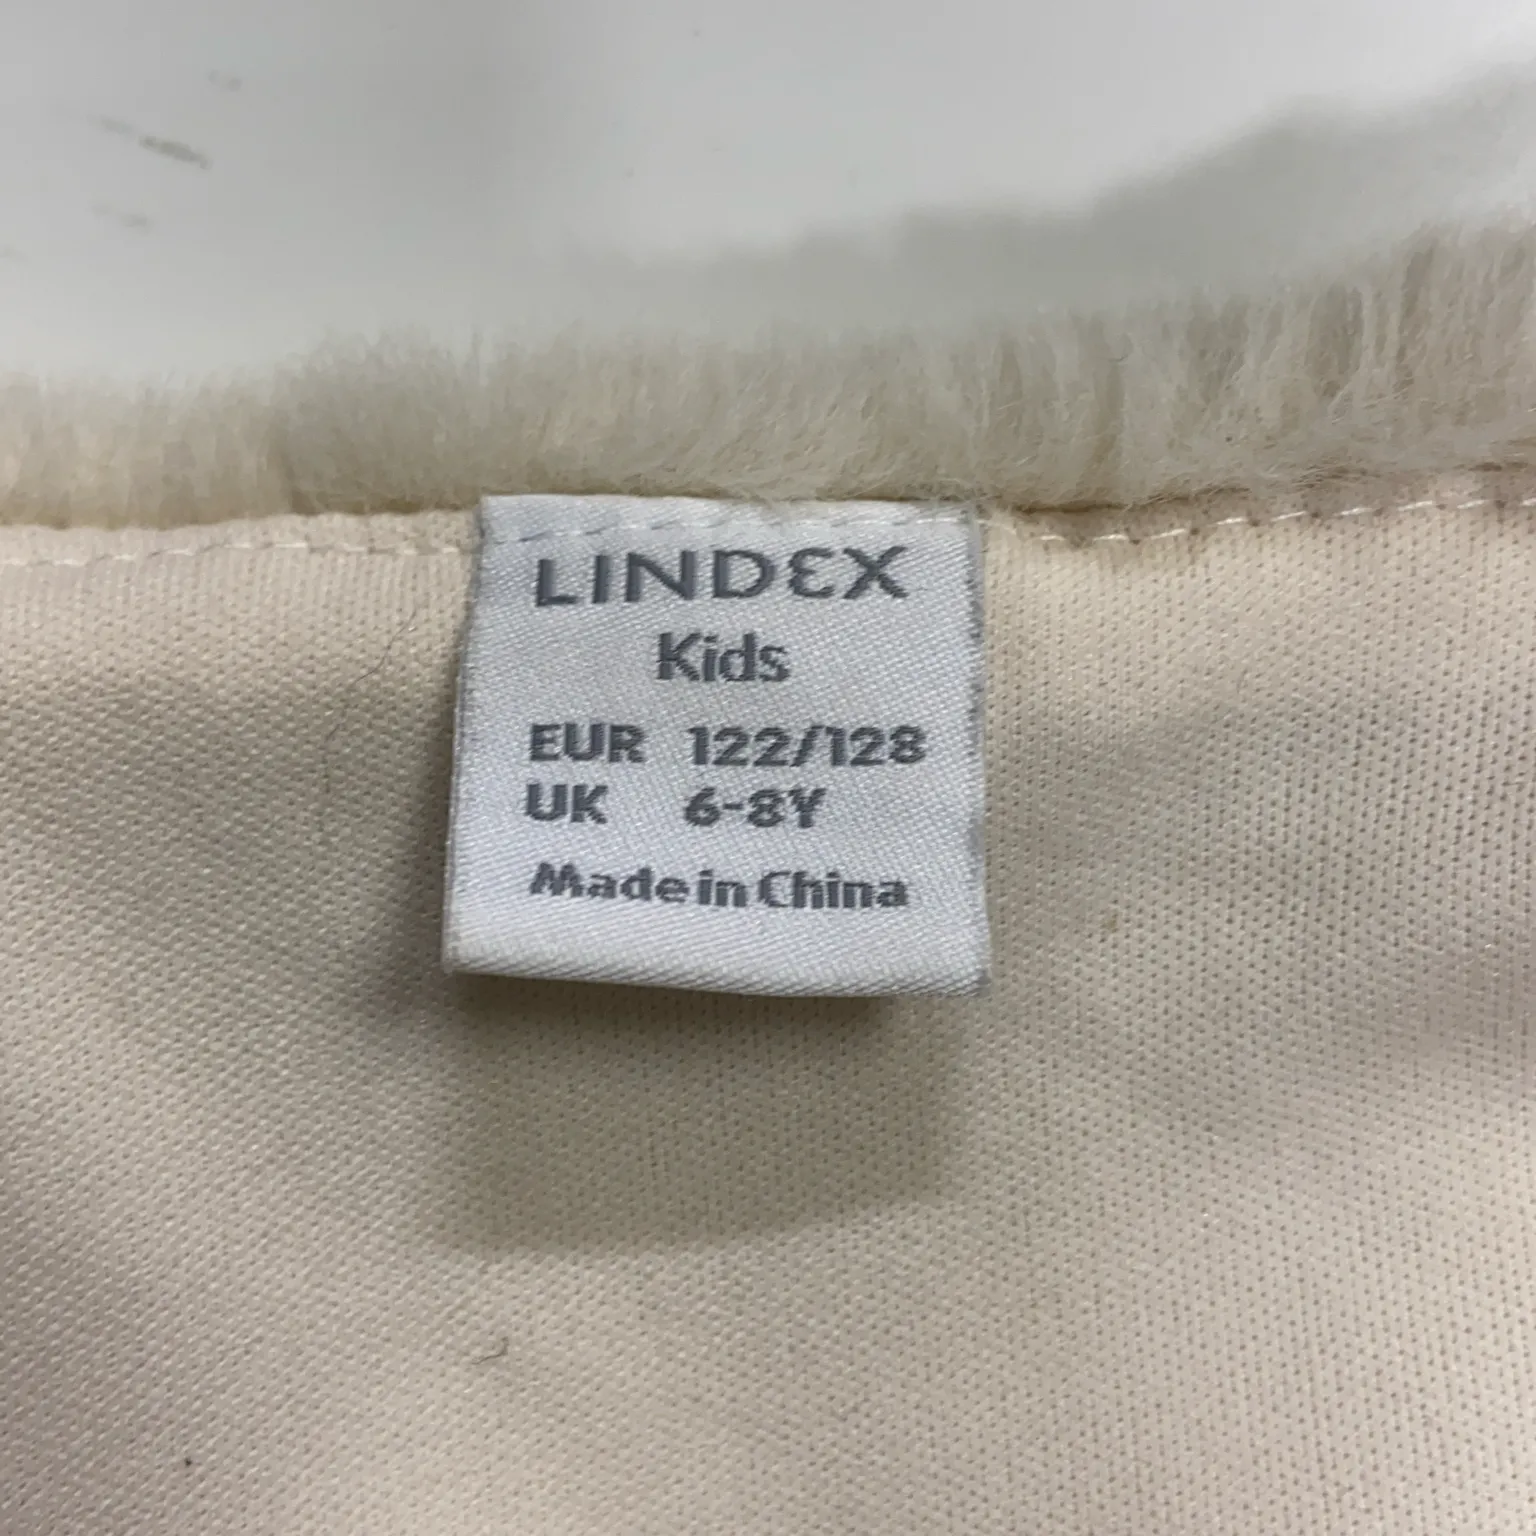 LINDEX
Kids
EUR 122/128
UK 6-8Y
Made in China